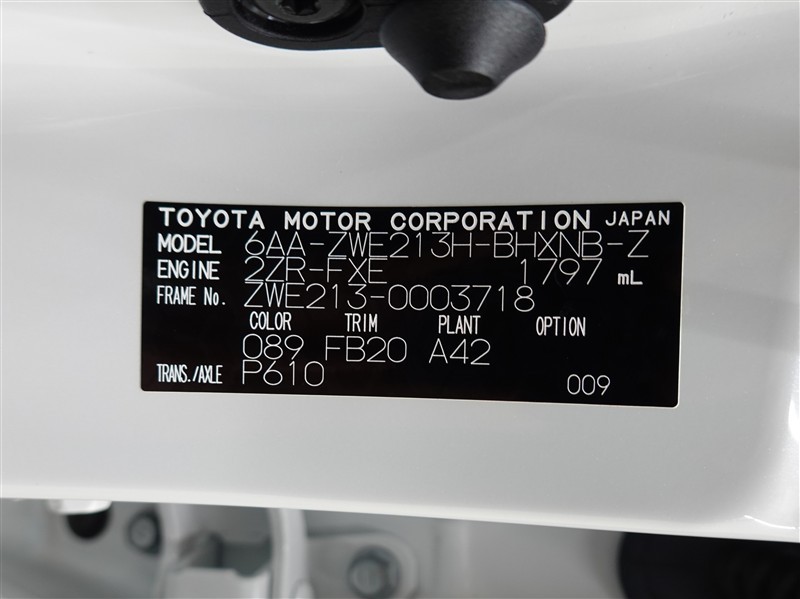 TOYOTA MOTOR CORPORATION JAPAN
MODEL 6AA-ZWE213H-BHXNB-Z
ENGINE 2ZR-FXE 1797 mL
FRAME No. ZWE213-0003718
COLOR TRIM PLANT OPTION
089 FB20 A42
TRANS./AXLE P610 009